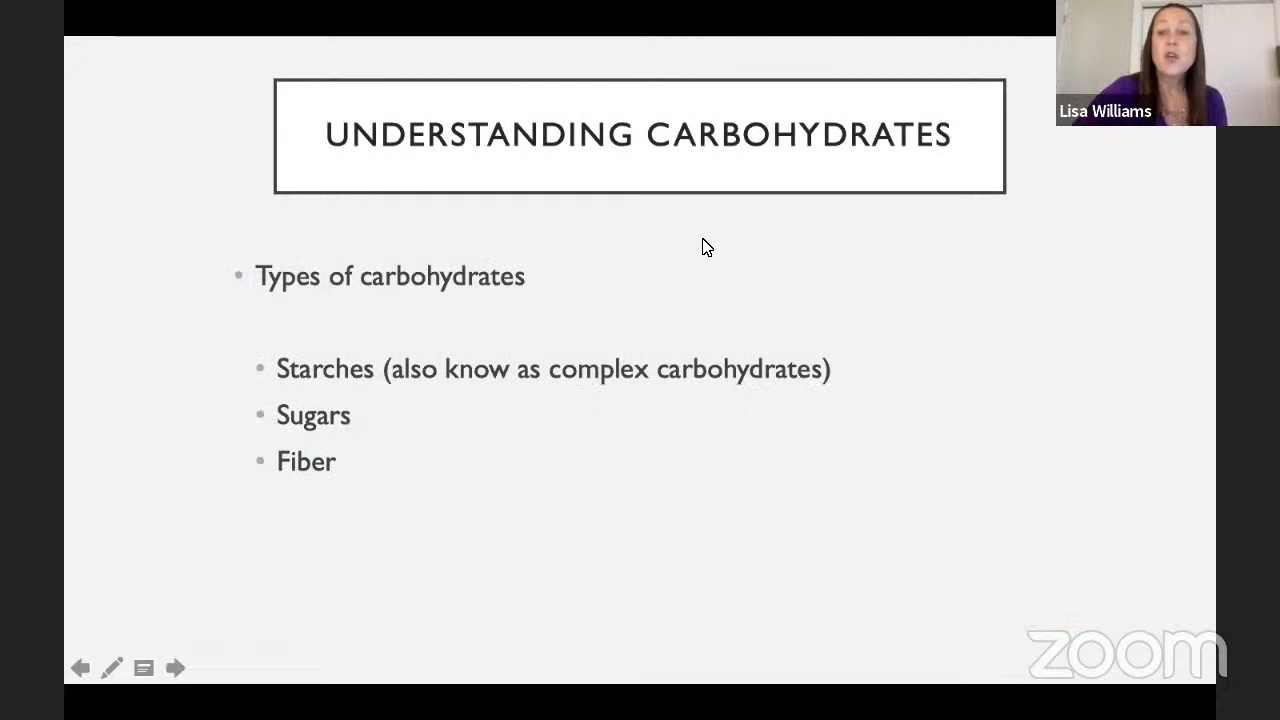 UNDERSTANDING CARBOHYDRATES
Lisa Williams
Types of carbohydrates
Starches (also know as complex carbohydrates)
Sugars
Fiber
zoom